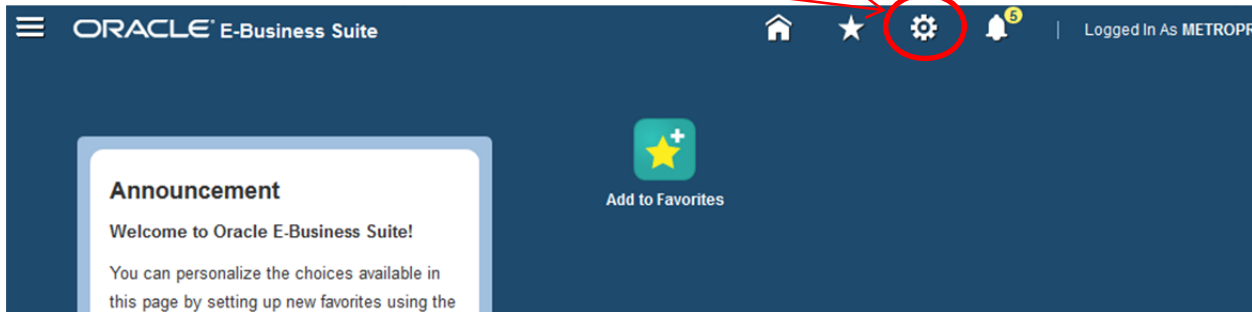 ORACLE E-Business Suite
5
| Logged In As METROPR
Announcement
Welcome to Oracle E-Business Suite!
You can personalize the choices available in
this page by setting up new favorites using the
Add to Favorites